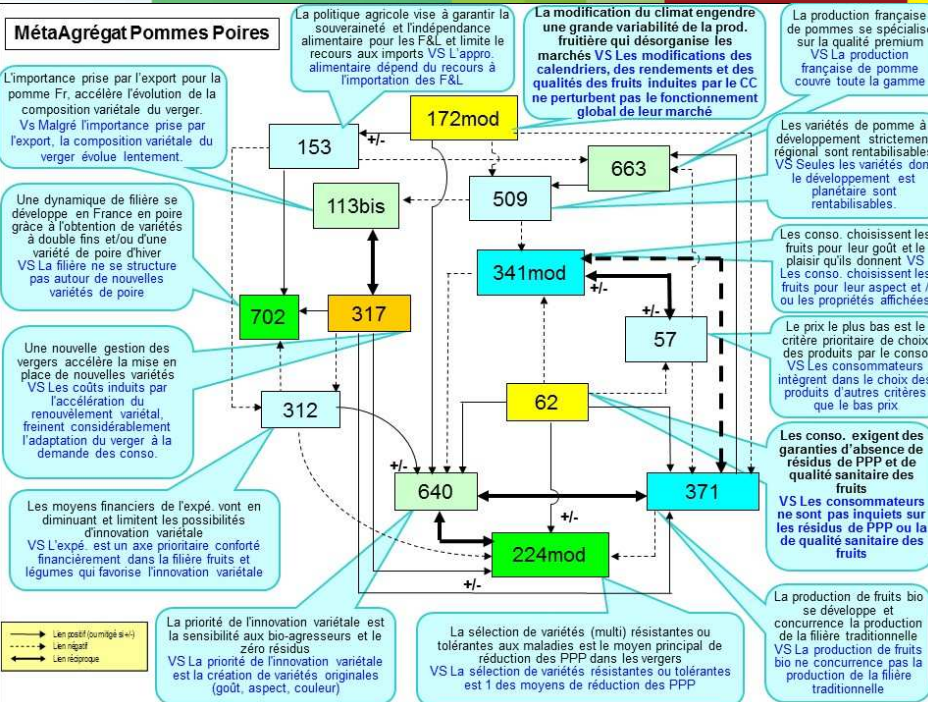 MétaAgrégat Pommes Poires
La politique agricole vise à garantir la
souveraineté et l'indépendance
alimentaire pour les F&L et limite le
recours aux imports VS L'appro.
alimentaire dépend du recours à
l'importation des F&L
La modification du climat engendre
une grande variabilité de la prod.
fruitière qui désorganise les
marchés VS Les modifications des
calendriers, des rendements et des
qualités des fruits induites par le CC
ne perturbent pas le fonctionnement
global de leur marché
La production française
de pommes se spécialise
sur la qualité premium
VS La production
française de pomme
couvre toute la gamme
L'importance prise par l'export pour la
pomme Fr, accélère l'évolution de la
composition variétale du verger.
Vs Malgré l'importance prise par
l'export, la composition variétale du
verger évolue lentement.
172mod
153
+/-
663
Les variétés de pomme à
développement strictement
régional sont rentabilisables
VS Seules les variétés dont
le développement est
planétaire sont
rentabilisables.
113bis
509
Une dynamique de filière se
développe en France en poire
grâce à l'obtention de variétés
à double fins et/ou d'une
variété de poire d'hiver
VS La filière ne se structure
pas autour de nouvelles
variétés de poire
341mod
+/-
Les conso. choisissent les
fruits pour leur goût et le
plaisir qu'ils donnent VS
Les conso. choisissent les
fruits pour leur aspect et /
ou les propriétés affichées
702
317
+/-
57
Le prix le plus bas est le
critère prioritaire de choix
des produits par le conso
VS Les consommateurs
intègrent dans le choix des
produits d'autres critères
que le bas prix
Une nouvelle gestion des
vergers accélère la mise en
place de nouvelles variétés
VS Les coûts induits par
l'accélération du
renouvèlement variétal,
freinent considérablement
l'adaptation du verger à la
demande des conso.
312
62
Les conso. exigent des
garanties d'absence de
résidus de PPP et de
qualité sanitaire des
fruits
VS Les consommateurs
ne sont pas inquiets sur
les résidus de PPP ou la
de qualité sanitaire des
fruits
+/-
640
371
Les moyens financiers de l'expé. vont en
diminuant et limitent les possibilités
d'innovation variétale
VS L'expé. est un axe prioritaire conforté
financièrement dans la filière fruits et
légumes qui favorise l'innovation variétale
+/-
224mod
+/-
La production de fruits bio
se développe et
concurrence la production
de la filière traditionnelle
VS La production de fruits
bio ne concurrence pas la
production de la filière
traditionnelle
La priorité de l'innovation variétale est
la sensibilité aux bio-agresseurs et le
zéro résidus
VS La priorité de l'innovation variétale
est la création de variétés originales
(goût, aspect, couleur)
La sélection de variétés (multi) résistantes ou
tolérantes aux maladies est le moyen principal de
réduction des PPP dans les vergers
VS La sélection de variétés résistantes ou tolérantes
est 1 des moyens de réduction des PPP
Lien positif (ou mitigé si +/-)
Lien négatif
Lien réciproque